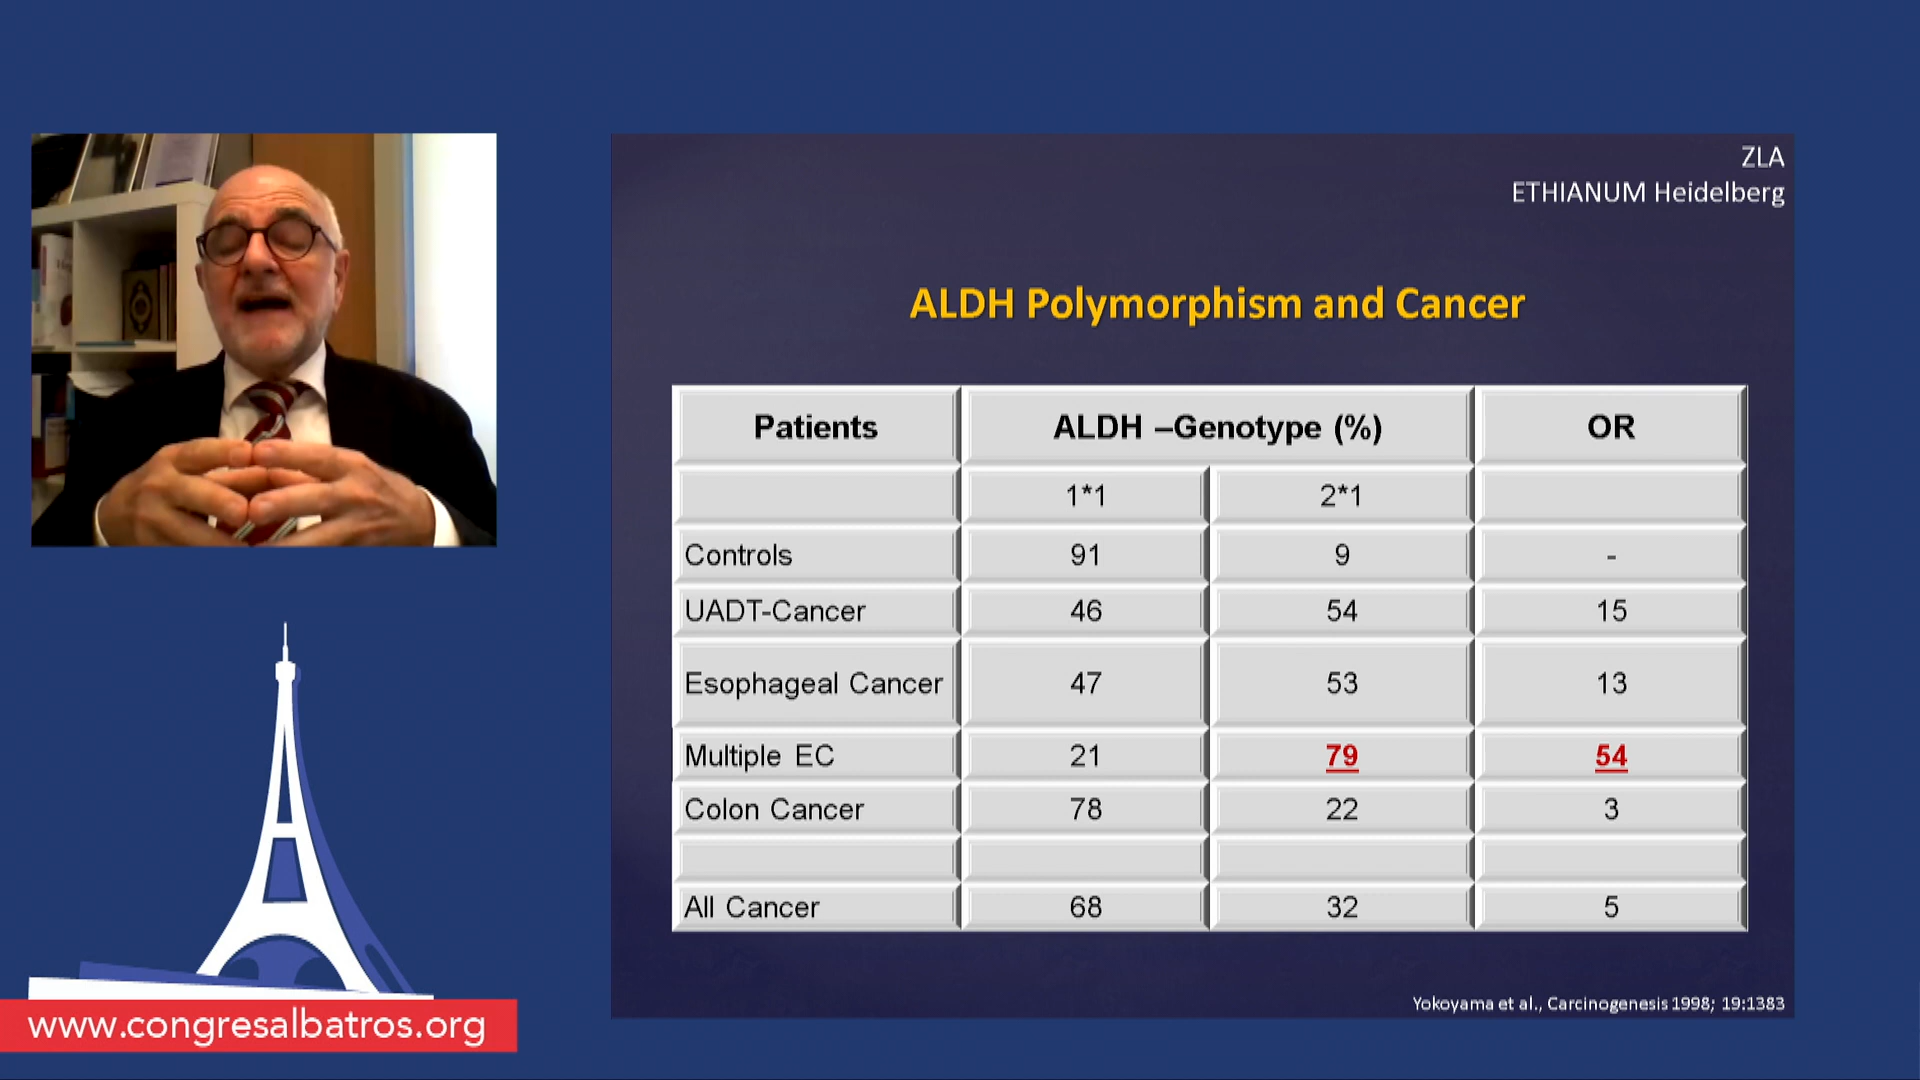 ZLA
ETHIANUM Heidelberg
ALDH Polymorphism and Cancer
Patients ALDH –Genotype (%) OR
1*1 2*1
Controls 91 9 -
UADT-Cancer 46 54 15
Esophageal Cancer 47 53 13
Multiple EC 21 79 54
Colon Cancer 78 22 3
All Cancer 68 32 5
Yokoyama et al., Carcinogenesis 1998; 19:1383
www.congresalbatros.org